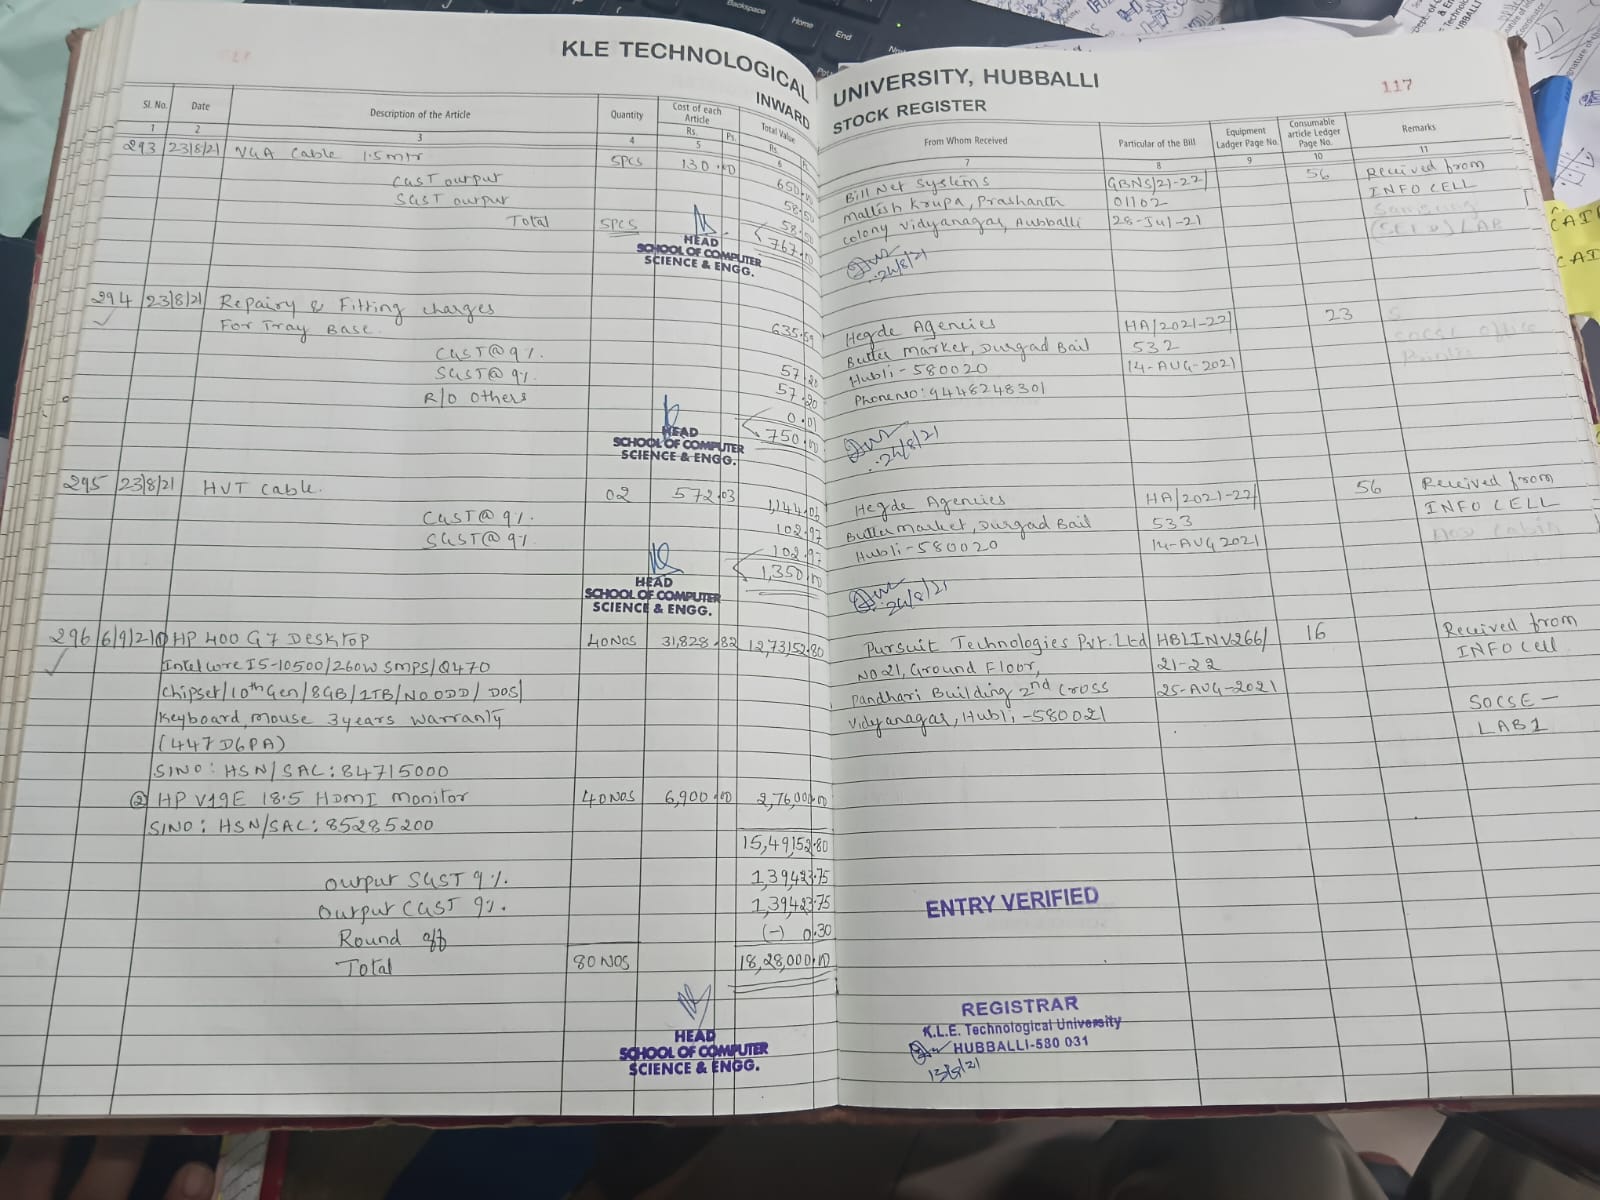 Backspace
Home
End
KLE TECHNOLOGICAL UNIVERSITY, HUBBALLI
INWARD STOCK REGISTER
117
Sl. No. Date Description of the Article Quantity Cost of each Article Total Value From Whom Received Particular of the Bill Equipment Ledger Page No. Consumable article Ledger Page No. Remarks
Rs. Ps. Rs.
1 2 3 4 5 6 7 8 9 10 11
293 23/8/21 VGA Cable 1.5mtr 5PCS 130.00 650.00 Bill Net Systems GBNS/21-22/ 56 Received from
CGST output 58.50 Mallesh Krupa, Prashanth 01102 INFO CELL
SGST output 58.50 colony Vidyanagar, Hubballi 28-Jul-21
Total 5PCS 767.00
HEAD
SCHOOL OF COMPUTER
SCIENCE & ENGG.
24/8/21
294 23/8/21 Repairy & Fitting charges 635.59 Hegde Agencies HA/2021-22/ 23
For Tray Base. Butter Market, Durgad Bail 532
CGST@9%. 57.20 Hubli-580020 14-AUG-2021
SGST@9%. 57.20 Phone NO: 9448248301
R/O Others 0.01
750.00
HEAD
SCHOOL OF COMPUTER
SCIENCE & ENGG.
24/8/21
295 23/8/21 HVT Cable. 02 572.03 1,144.06 Hegde Agencies HA/2021-22/ 56 Received from
CGST@9%. 102.97 Butter Market, Durgad Bail 533 INFO CELL
SGST@9% 102.97 Hubli-580020 14-AUG 2021
1,350.00
HEAD
SCHOOL OF COMPUTER
SCIENCE & ENGG.
24/8/21
296 6/9/21 ① HP 400 G7 Desktop 40NOS 31,828.82 12,73,152.80 Pursuit Technologies Pvt. Ltd HBLINV266/ 16 Received from
Intel core I5-10500/260W SMPS/Q470 NO 21, Ground Floor, 21-22 INFO Cell
Chipset/10th Gen/8GB/1TB/NO ODD/DOS/ Pandhari Building 2nd Cross 25-AUG-2021
Keyboard, mouse 3 years warranty Vidyanagar, Hubli, -580021 SOCSE-
(447D6PA) LAB1
SINO: HSN/SAC: 84715000
② HP V19E 18.5 HDMI monitor 40NOS 6,900.00 2,76,000.00
SINO: HSN/SAC: 85285200
15,49,152.80
Output SGST 9%. 1,39,423.75
Output CGST 9%. 1,39,423.75
Round off (-) 0.30
Total 80 NOS 18,28,000.00
ENTRY VERIFIED
HEAD
SCHOOL OF COMPUTER
SCIENCE & ENGG.
REGISTRAR
K.L.E. Technological University
HUBBALLI-580 031